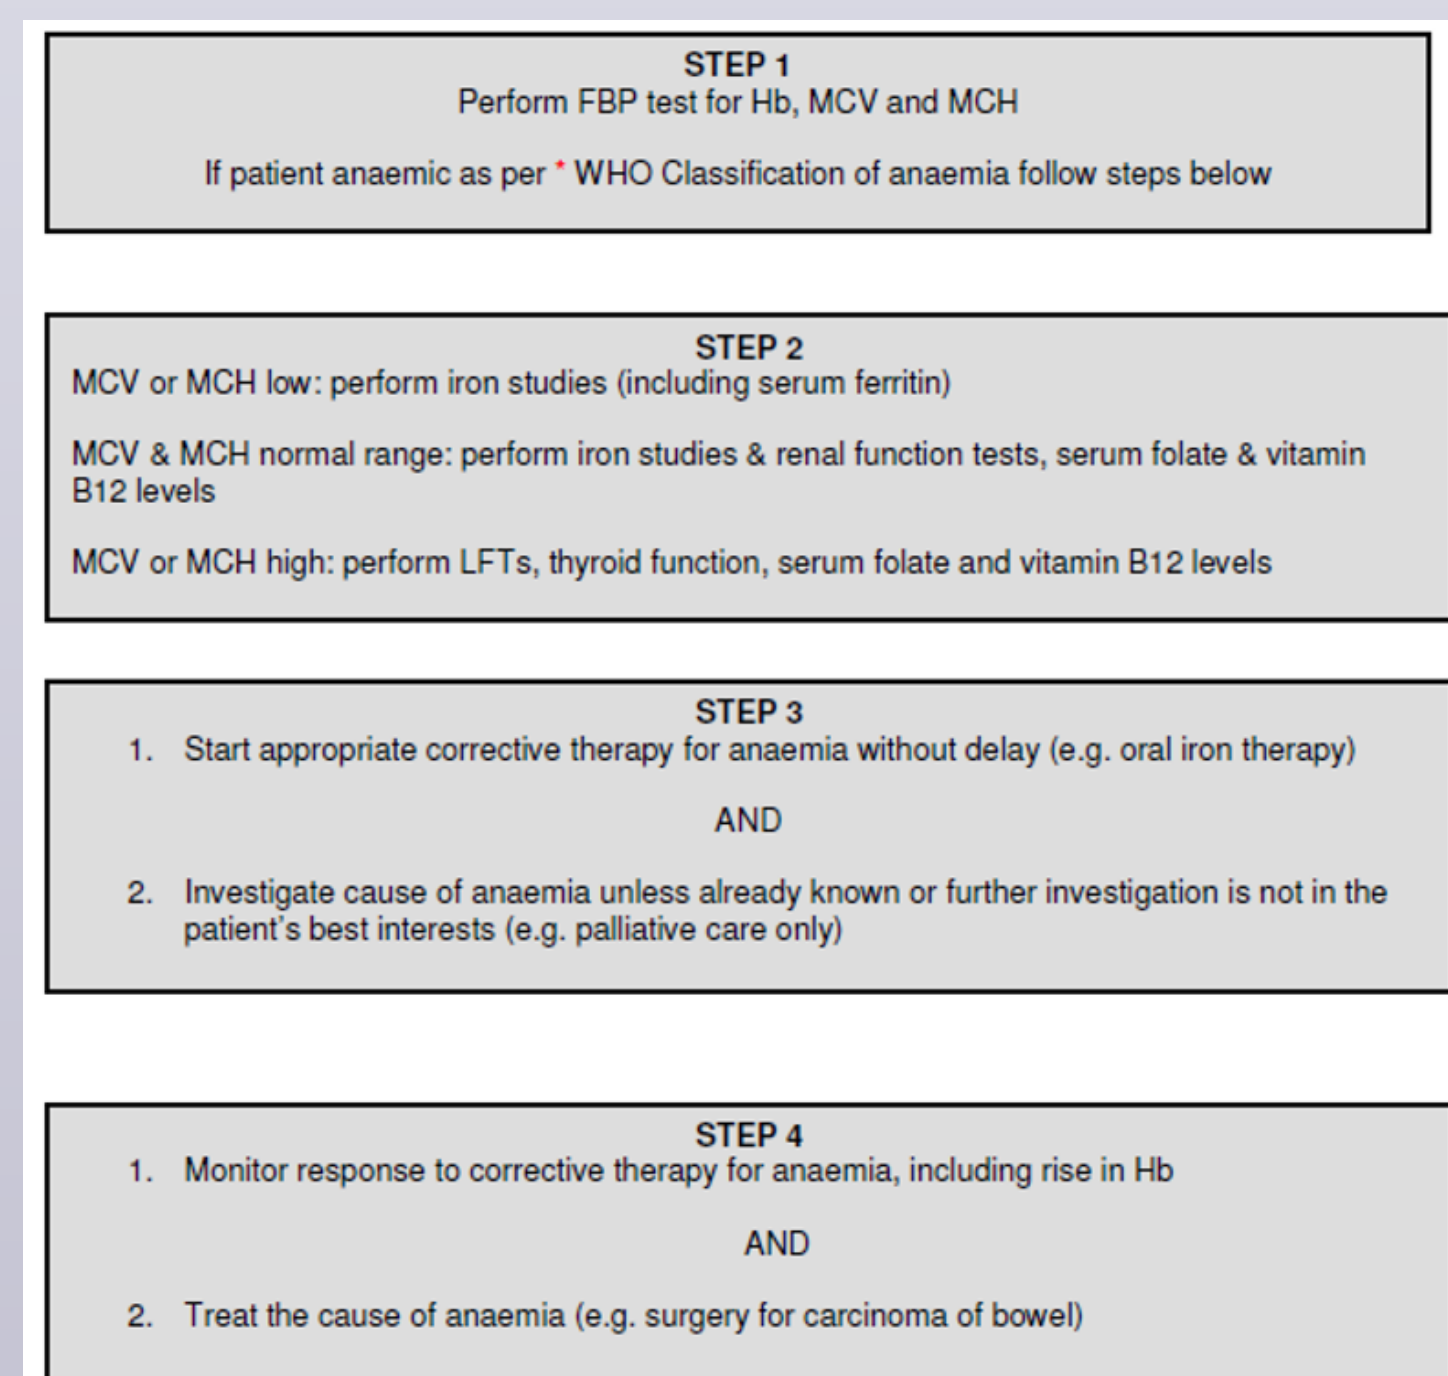 STEP 1
Perform FBP test for Hb, MCV and MCH
If patient anaemic as per * WHO Classification of anaemia follow steps below
STEP 2
MCV or MCH low: perform iron studies (including serum ferritin)
MCV & MCH normal range: perform iron studies & renal function tests, serum folate & vitamin
B12 levels
MCV or MCH high: perform LFTs, thyroid function, serum folate and vitamin B12 levels
STEP 3
1. Start appropriate corrective therapy for anaemia without delay (e.g. oral iron therapy)
AND
2. Investigate cause of anaemia unless already known or further investigation is not in the
patient's best interests (e.g. palliative care only)
STEP 4
1. Monitor response to corrective therapy for anaemia, including rise in Hb
AND
2. Treat the cause of anaemia (e.g. surgery for carcinoma of bowel)